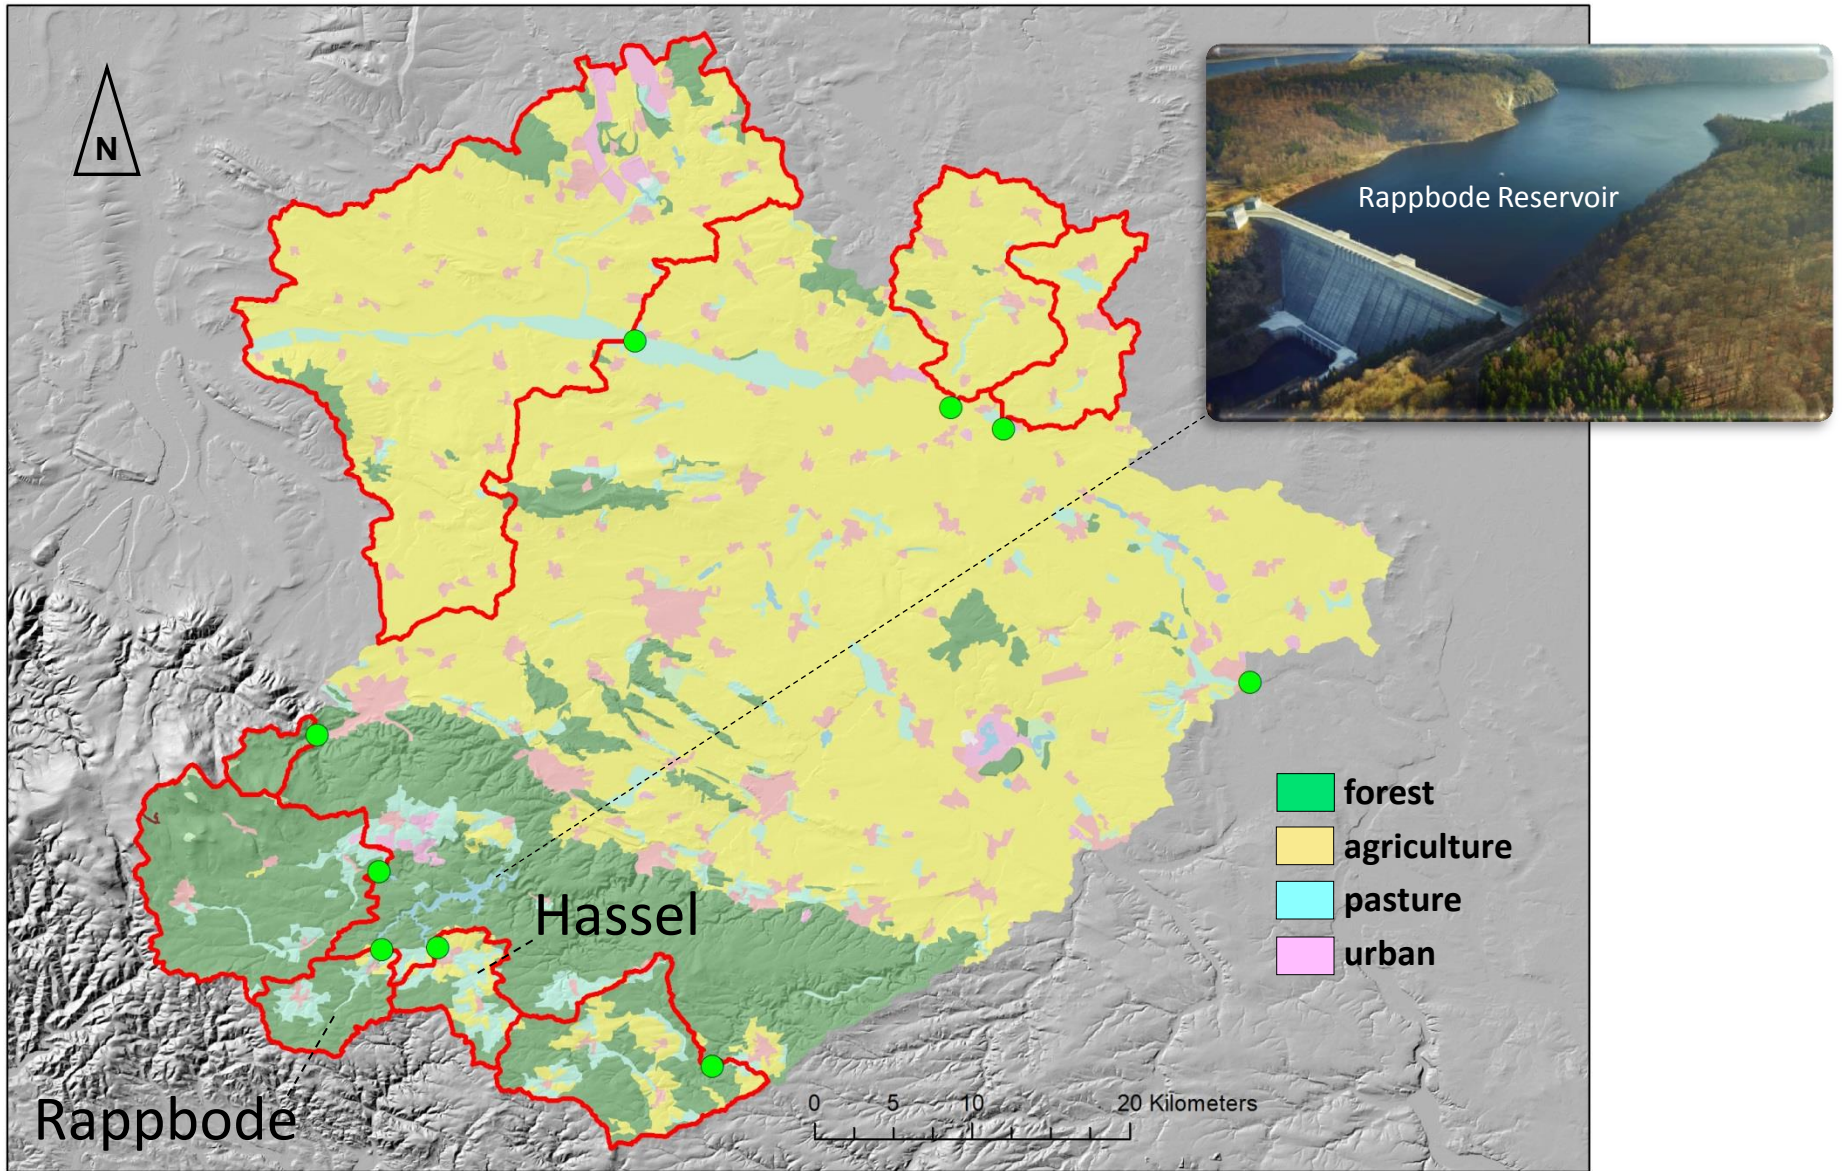 N
Rappbode Reservoir
forest
agriculture
pasture
urban
Hassel
Rappbode
0 5 10 20 Kilometers